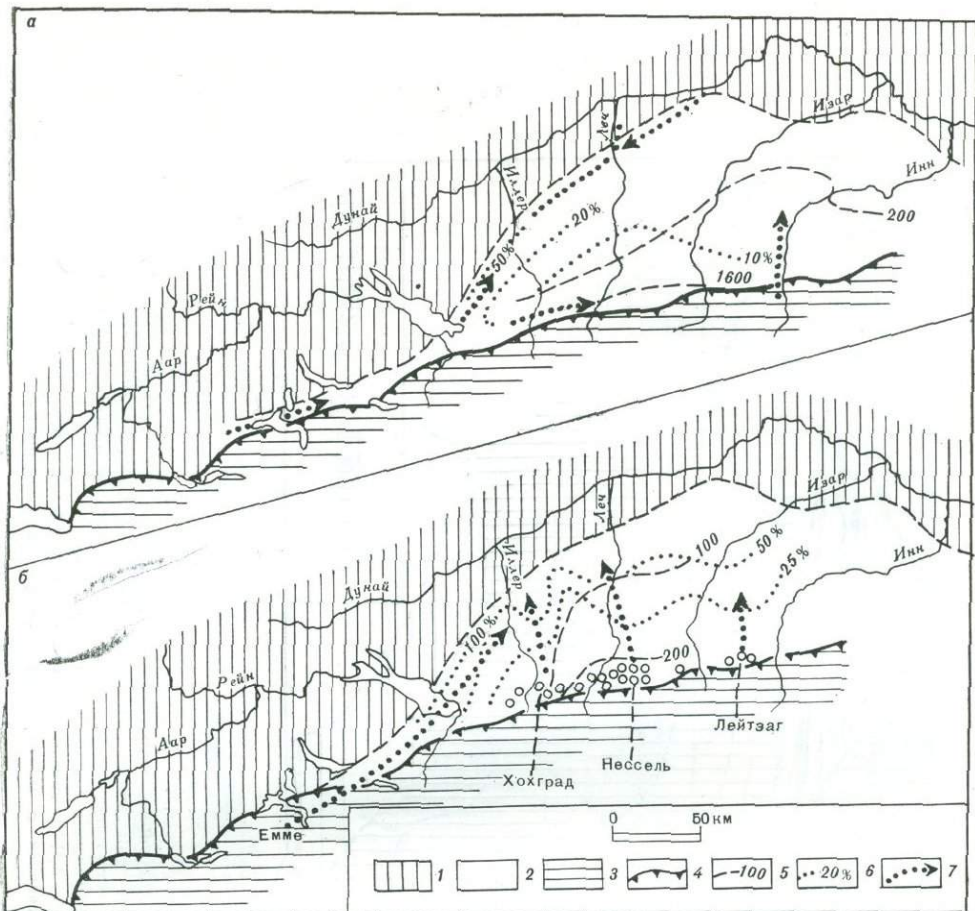 а
Дунай
Иллер
Леч
Изар
Инн
Рейн
Аар
50%
20%
10%
200
1600
б
Дунай
Иллер
Леч
Изар
Инн
Рейн
Аар
100%
100
50%
25%
200
Лейтзаг
Нессель
Хохград
Емме
0 50 км
1 2 3 4 -100 5 20% 6 7